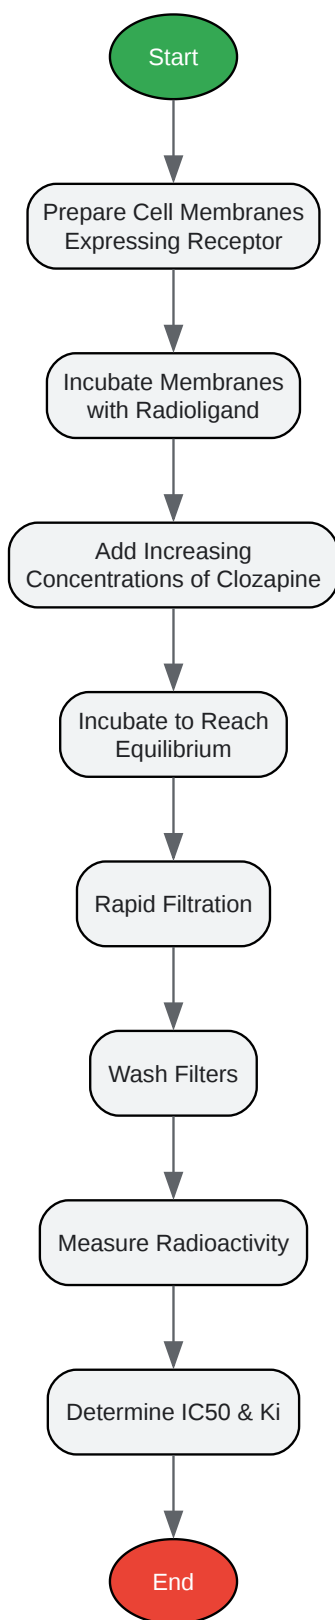 Start
Prepare Cell Membranes
Expressing Receptor
Incubate Membranes
with Radioligand
Add Increasing
Concentrations of Clozapine
Incubate to Reach
Equilibrium
Rapid Filtration
Wash Filters
Measure Radioactivity
Determine IC50 & Ki
End